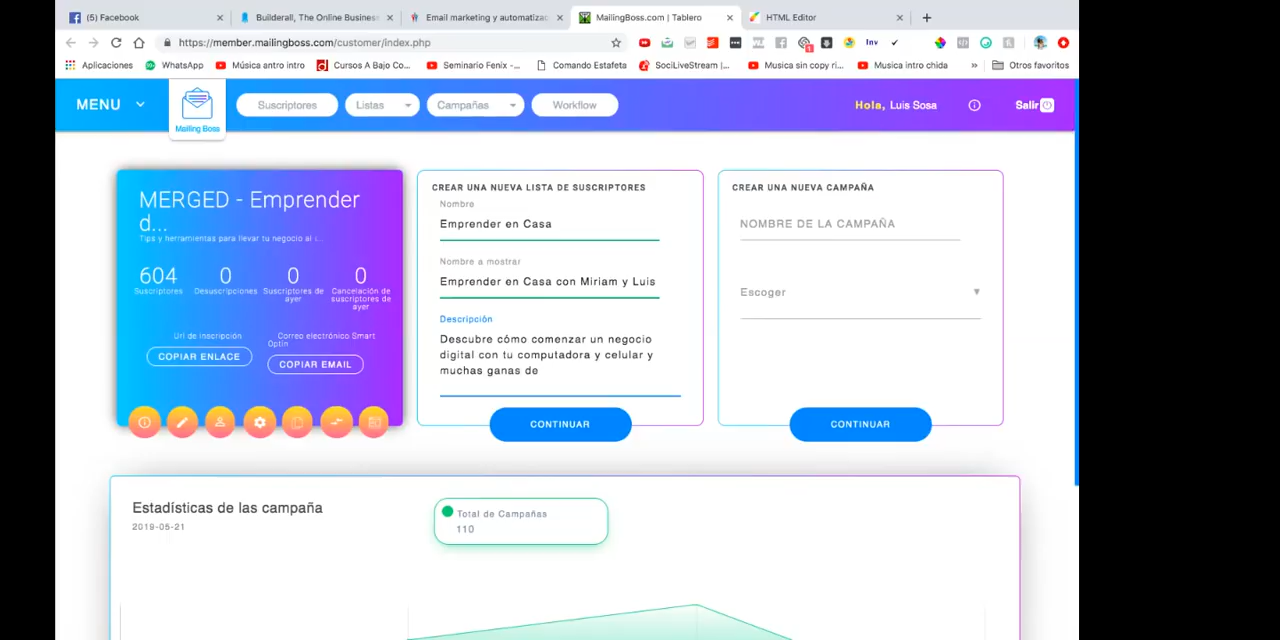 (5) Facebook
Builderall, The Online Business
Email marketing y automatizac
MailingBoss.com | Tablero
HTML Editor
https://member.mailingboss.com/customer/index.php
Inv
1
Aplicaciones
WhatsApp
Música antro intro
Cursos A Bajo Co...
Seminario Fenix -...
Comando Estafeta
SociLiveStream |...
Musica sin copy ri...
Musica intro chida
»
Otros favoritos
MENU
Mailing Boss
Suscriptores
Listas
Campañas
Workflow
Hola, Luis Sosa
Salir
MERGED - Emprender
d...
Tips y herramientas para llevar tu negocio al s...
604
Suscriptores
0
Desuscripciones
0
Suscriptores de
ayer
0
Cancelación de
suscriptores de
ayer
Url de inscripción
COPIAR ENLACE
Correo electrónico Smart
Optin
COPIAR EMAIL
CREAR UNA NUEVA LISTA DE SUSCRIPTORES
Nombre
Emprender en Casa
Nombre a mostrar
Emprender en Casa con Miriam y Luis
Descripción
Descubre cómo comenzar un negocio
digital con tu computadora y celular y
muchas ganas de
CONTINUAR
CREAR UNA NUEVA CAMPAÑA
NOMBRE DE LA CAMPAÑA
Escoger
CONTINUAR
Estadísticas de las campaña
2019-05-21
Total de Campañas
110